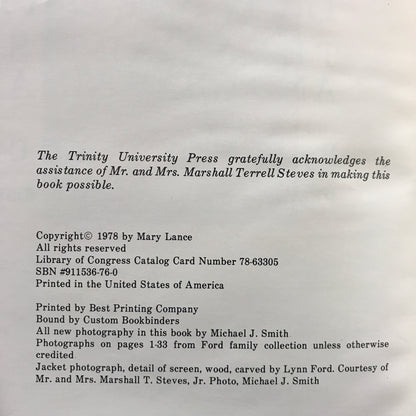 The Trinity University Press gratefully acknowledges the
assistance of Mr. and Mrs. Marshall Terrell Steves in making this
book possible.
Copyright© 1978 by Mary Lance
All rights reserved
Library of Congress Catalog Card Number 78-63305
SBN #911536-76-0
Printed in the United States of America
Printed by Best Printing Company
Bound by Custom Bookbinders
All new photography in this book by Michael J. Smith
Photographs on pages 1-33 from Ford family collection unless otherwise
credited
Jacket photograph, detail of screen, wood, carved by Lynn Ford. Courtesy of
Mr. and Mrs. Marshall T. Steves, Jr. Photo, Michael J. Smith